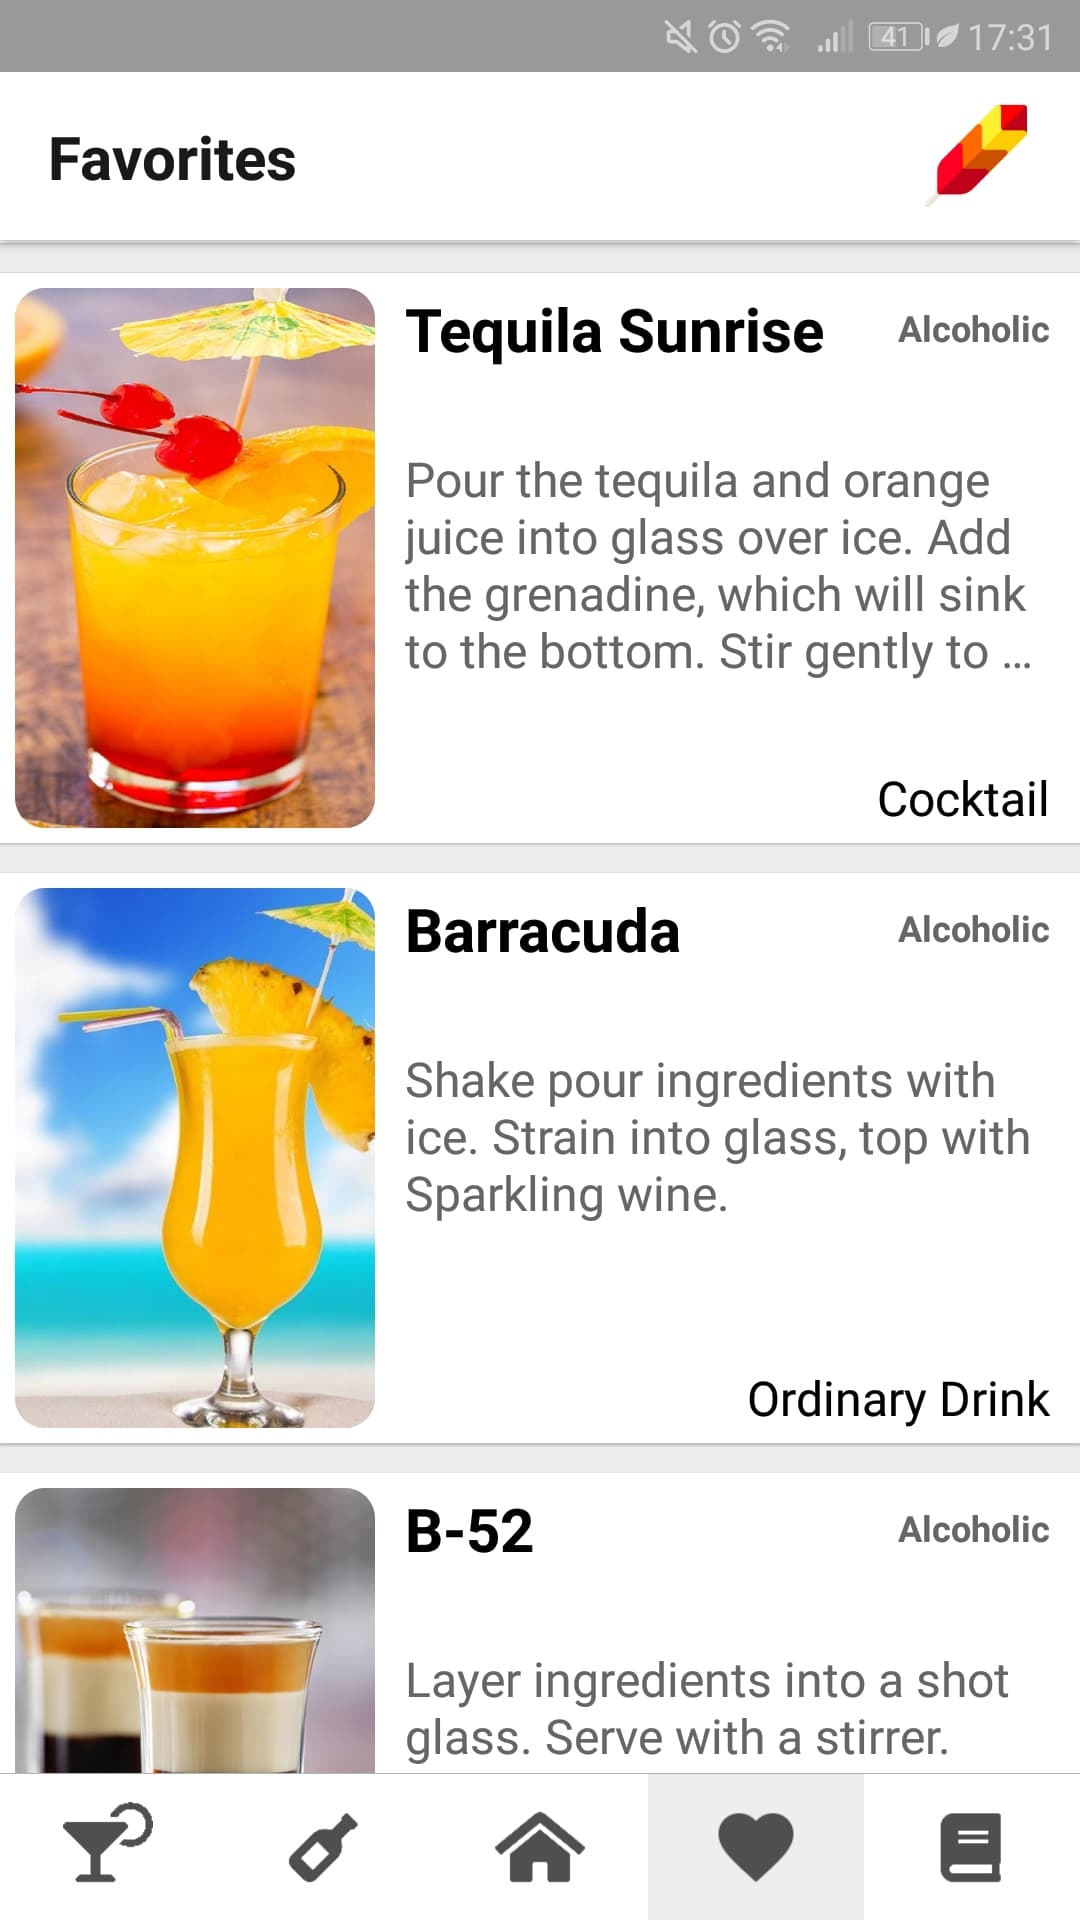 41 17:31
Favorites
Tequila Sunrise Alcoholic
Pour the tequila and orange
juice into glass over ice. Add
the grenadine, which will sink
to the bottom. Stir gently to ...
Cocktail
Barracuda Alcoholic
Shake pour ingredients with
ice. Strain into glass, top with
Sparkling wine.
Ordinary Drink
B-52 Alcoholic
Layer ingredients into a shot
glass. Serve with a stirrer.